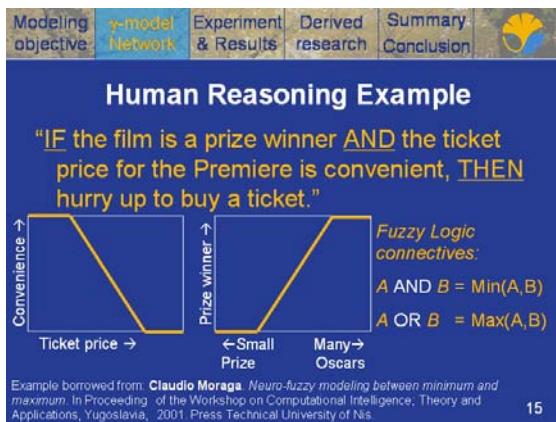 Modeling objective
γ-model Network
Experiment & Results
Derived research
Summary Conclusion
Human Reasoning Example
“IF the film is a prize winner AND the ticket
price for the Premiere is convenient, THEN
hurry up to buy a ticket.”
Convenience →
Ticket price →
Prize winner →
←Small
Prize
Many→
Oscars
Fuzzy Logic
connectives:
A AND B = Min(A,B)
A OR B = Max(A,B)
Example borrowed from: Claudio Moraga. Neuro-fuzzy modeling between minimum and
maximum. In Proceeding of the Workshop on Computational Intelligence; Theory and
Applications, Yugoslavia, 2001. Press Technical University of Nis.
15